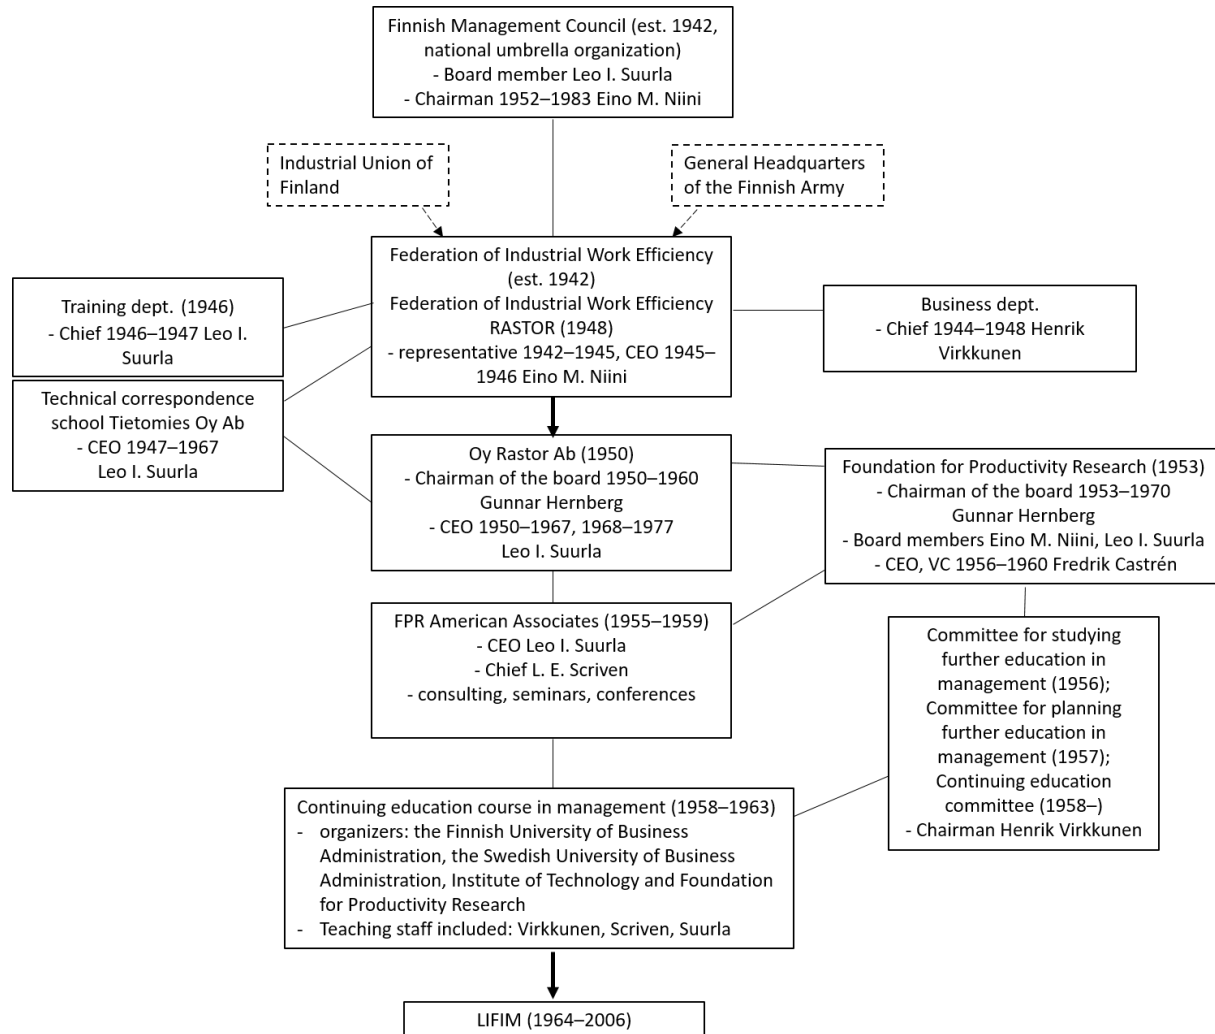 Finnish Management Council (est. 1942,
national umbrella organization)
- Board member Leo I. Suurla
- Chairman 1952–1983 Eino M. Niini
Industrial Union of
Finland
General Headquarters
of the Finnish Army
Federation of Industrial Work Efficiency
(est. 1942)
Federation of Industrial Work Efficiency
RASTOR (1948)
- representative 1942–1945, CEO 1945–
1946 Eino M. Niini
Training dept. (1946)
- Chief 1946–1947 Leo I.
Suurla
Business dept.
- Chief 1944–1948 Henrik
Virkkunen
Technical correspondence
school Tietomies Oy Ab
- CEO 1947–1967
Leo I. Suurla
Oy Rastor Ab (1950)
- Chairman of the board 1950–1960
Gunnar Hernberg
- CEO 1950–1967, 1968–1977
Leo I. Suurla
Foundation for Productivity Research (1953)
- Chairman of the board 1953–1970
Gunnar Hernberg
- Board members Eino M. Niini, Leo I. Suurla
- CEO, VC 1956–1960 Fredrik Castrén
FPR American Associates (1955–1959)
- CEO Leo I. Suurla
- Chief L. E. Scriven
- consulting, seminars, conferences
Committee for studying
further education in
management (1956);
Committee for planning
further education in
management (1957);
Continuing education
committee (1958–)
- Chairman Henrik Virkkunen
Continuing education course in management (1958–1963)
- organizers: the Finnish University of Business
Administration, the Swedish University of Business
Administration, Institute of Technology and Foundation
for Productivity Research
- Teaching staff included: Virkkunen, Scriven, Suurla
LIFIM (1964–2006)